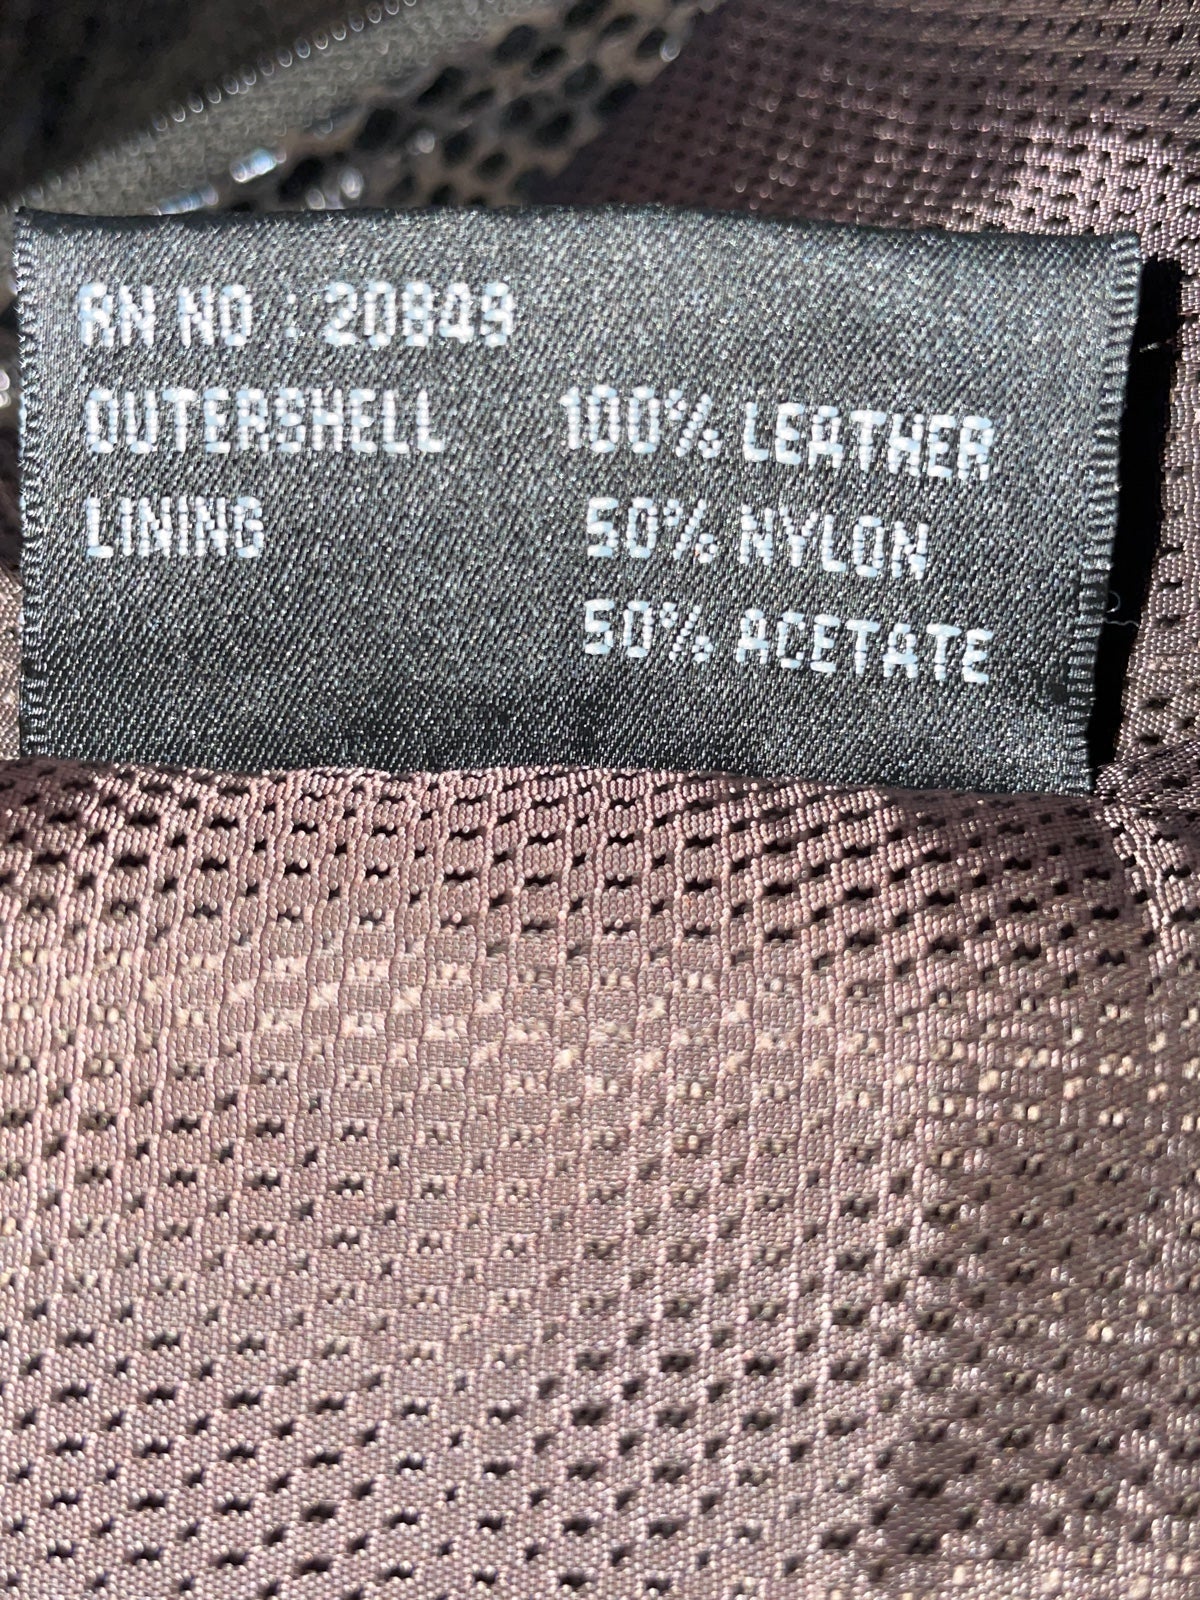 RN NO : 20849
OUTERSHELL 100% LEATHER
LINING 50% NYLON
50% ACETATE